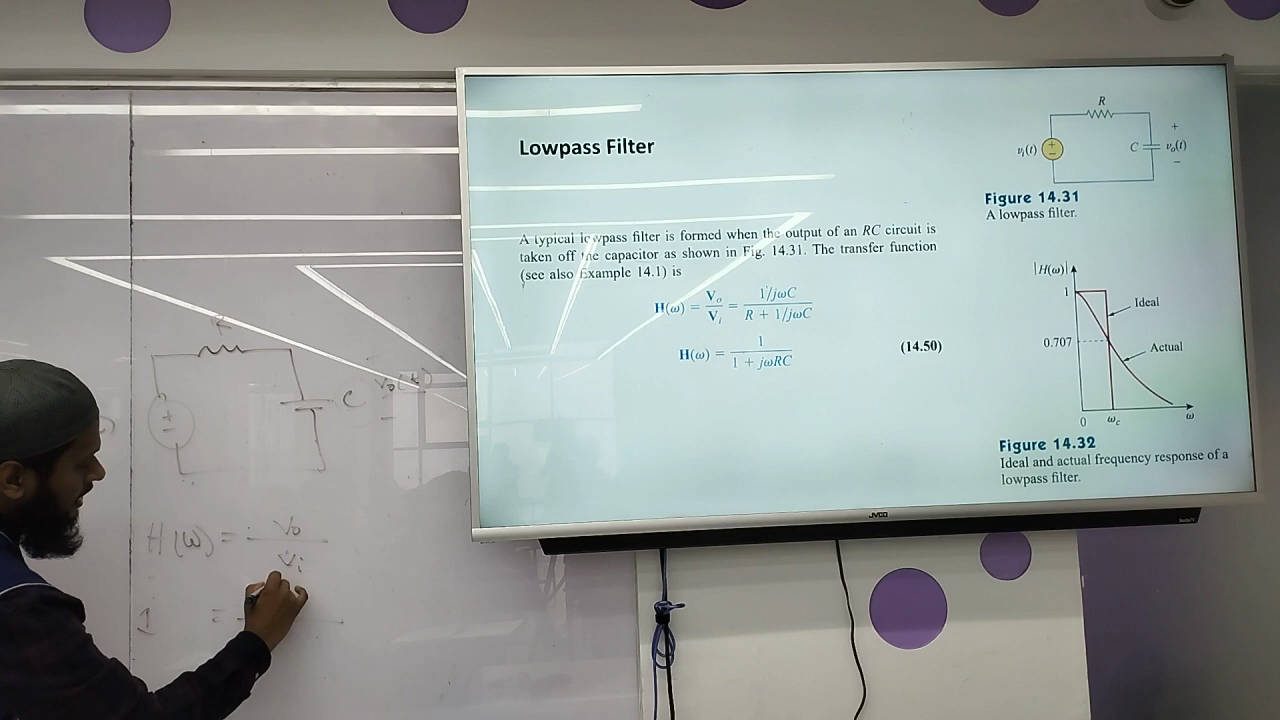 Lowpass Filter
A typical lowpass filter is formed when the output of an RC circuit is
taken off the capacitor as shown in Fig. 14.31. The transfer function
(see also Example 14.1) is
H(ω) = Vo/Vi = (1/jωC)/(R + 1/jωC)
H(ω) = 1/(1 + jωRC)
(14.50)
R
vi(t)
+
−
C
+
vo(t)
−
Figure 14.31
A lowpass filter.
|H(ω)|
1
Ideal
0.707
Actual
0
ωc
ω
Figure 14.32
Ideal and actual frequency response of a
lowpass filter.
JVCO
R
+
−
C
Vo(t)
−
H(ω) = Vo/Vi
1
=